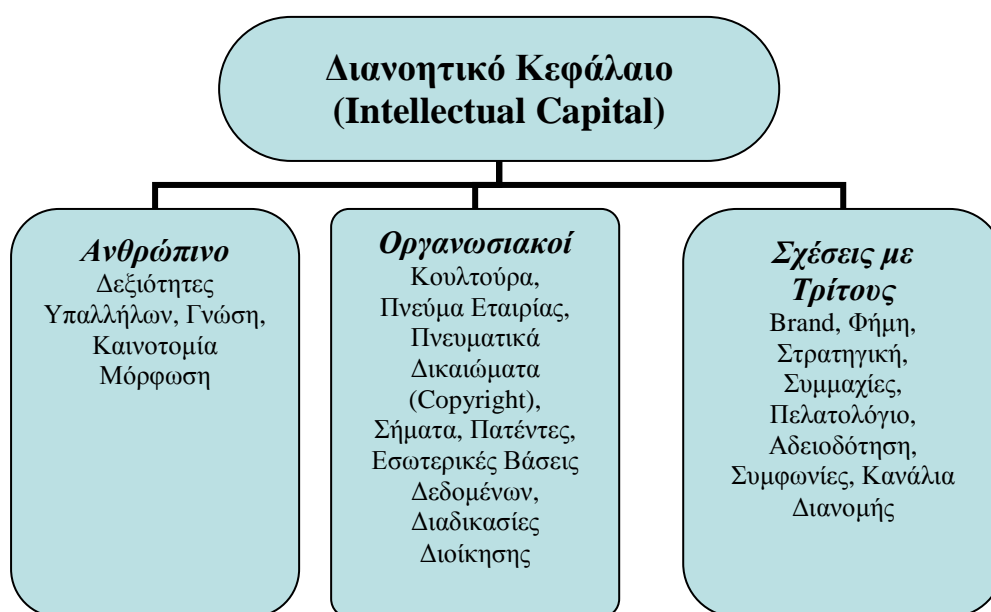 Διανοητικό Κεφάλαιο
(Intellectual Capital)
Ανθρώπινο
Δεξιότητες
Υπαλλήλων, Γνώση,
Καινοτομία
Μόρφωση
Οργανωσιακοί
Κουλτούρα,
Πνεύμα Εταιρίας,
Πνευματικά
Δικαιώματα
(Copyright),
Σήματα, Πατέντες,
Εσωτερικές Βάσεις
Δεδομένων,
Διαδικασίες
Διοίκησης
Σχέσεις με
Τρίτους
Brand, Φήμη,
Στρατηγική,
Συμμαχίες,
Πελατολόγιο,
Αδειοδότηση,
Συμφωνίες, Κανάλια
Διανομής